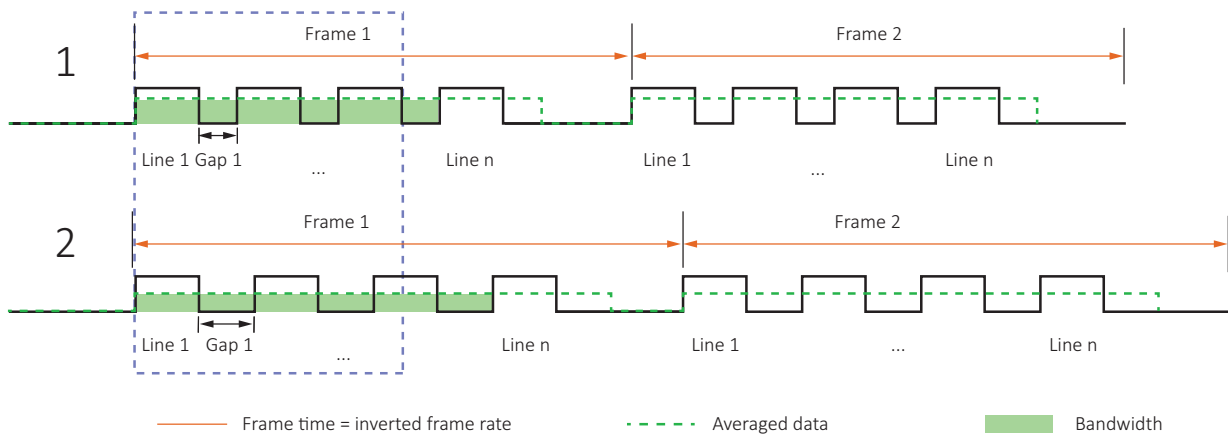 1
Frame 1 Frame 2
Line 1 Gap 1 ... Line n Line 1 ... Line n
2
Frame 1 Frame 2
Line 1 Gap 1 ... Line n Line 1 ... Line n
Frame time = inverted frame rate Averaged data Bandwidth